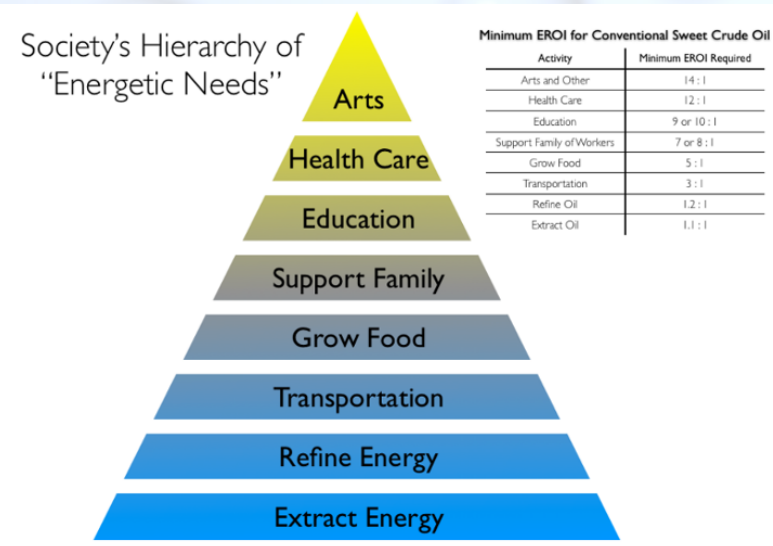 Society's Hierarchy of
"Energetic Needs"
Arts
Health Care
Education
Support Family
Grow Food
Transportation
Refine Energy
Extract Energy
Minimum EROI for Conventional Sweet Crude Oil
Activity Minimum EROI Required
Arts and Other 14 : 1
Health Care 12 : 1
Education 9 or 10 : 1
Support Family of Workers 7 or 8 : 1
Grow Food 5 : 1
Transportation 3 : 1
Refine Oil 1.2 : 1
Extract Oil 1.1 : 1